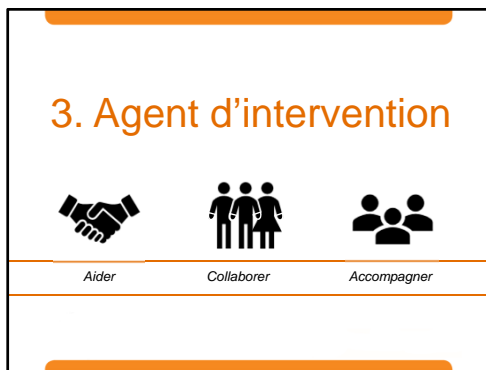 3. Agent d’intervention
Aider Collaborer Accompagner